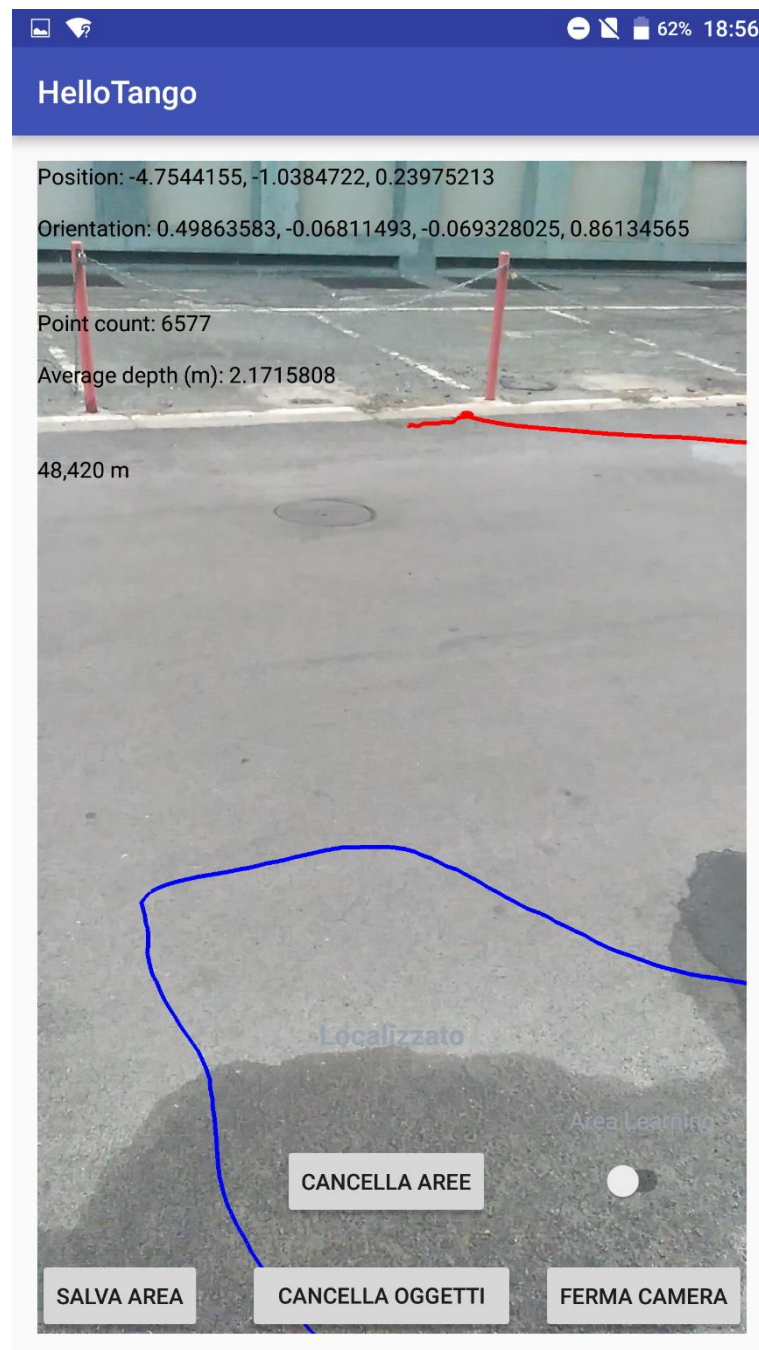 62% 18:56
HelloTango
Position: -4.7544155, -1.0384722, 0.23975213
Orientation: 0.49863583, -0.06811493, -0.069328025, 0.86134565
Point count: 6577
Average depth (m): 2.1715808
48,420 m
Localizzato
Area Learning
CANCELLA AREE
SALVA AREA
CANCELLA OGGETTI
FERMA CAMERA